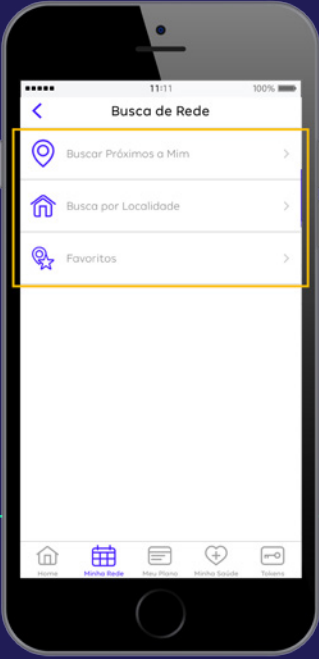 11:11
100%
Busca de Rede
Buscar Próximos a Mim
Busca por Localidade
Favoritos
Home
Minha Rede
Meu Plano
Minha Saúde
Tokens